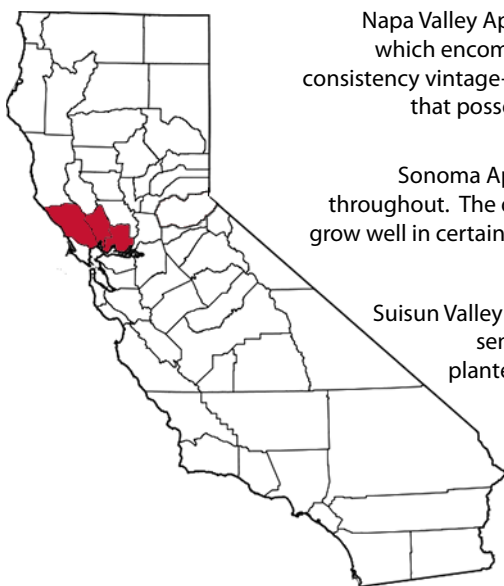 Napa Valley Ap
which encom
consistency vintage-
that posse
Sonoma Ap
throughout. The
grow well in certain
Suisun Valley
ser
plante